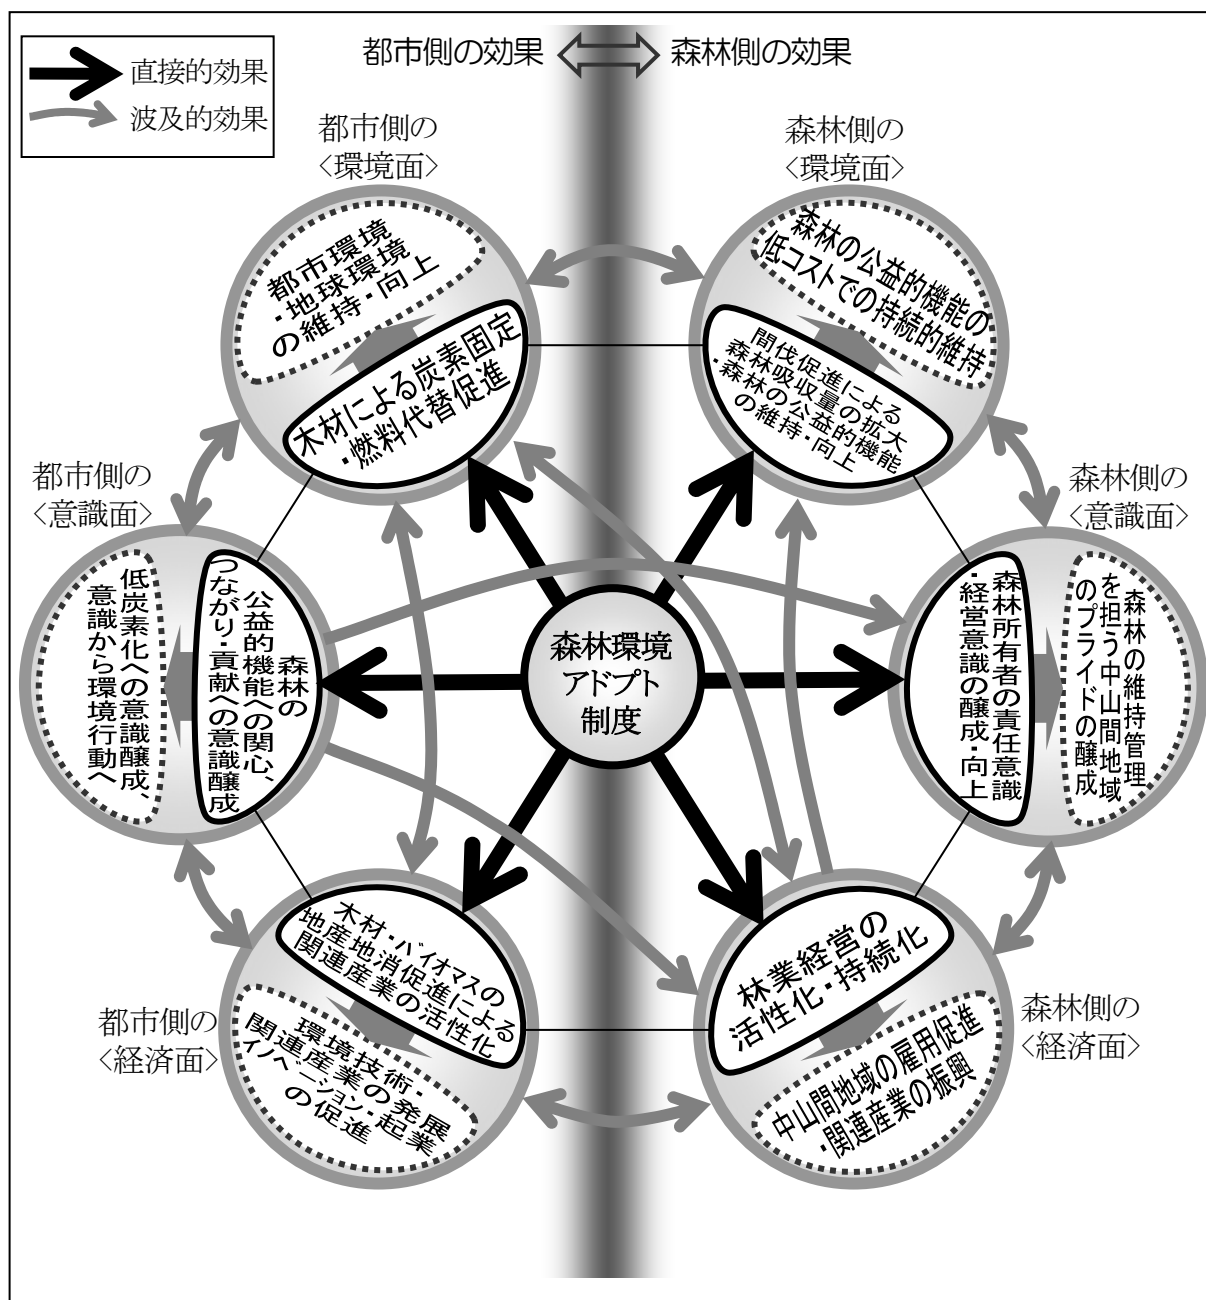 都市側の効果
森林側の効果
直接的効果
波及的効果
都市側の
<環境面>
都市環境
・地球環境
の維持・向上
木材による炭素固定
・燃料代替促進
森林側の
<環境面>
森林の公益的機能の
低コストでの持続的維持
間伐促進による
森林吸収量の拡大
・森林の公益的機能
の維持・向上
都市側の
<意識面>
森林の
公益的機能への関心、
つながり・貢献への意識醸成
低炭素化への意識醸成、
意識から環境行動へ
森林環境
アドプト
制度
森林側の
<意識面>
森林所有者の責任意識
・経営意識の醸成・向上
森林の維持管理
を担う中山間地域
のプライドの醸成
都市側の
<経済面>
木材・バイオマスの
地産地消促進による
関連産業の活性化
環境技術・
関連産業の発展
イノベーション・起業
の促進
森林側の
<経済面>
林業経営の
活性化・持続化
中山間地域の雇用促進
・関連産業の振興